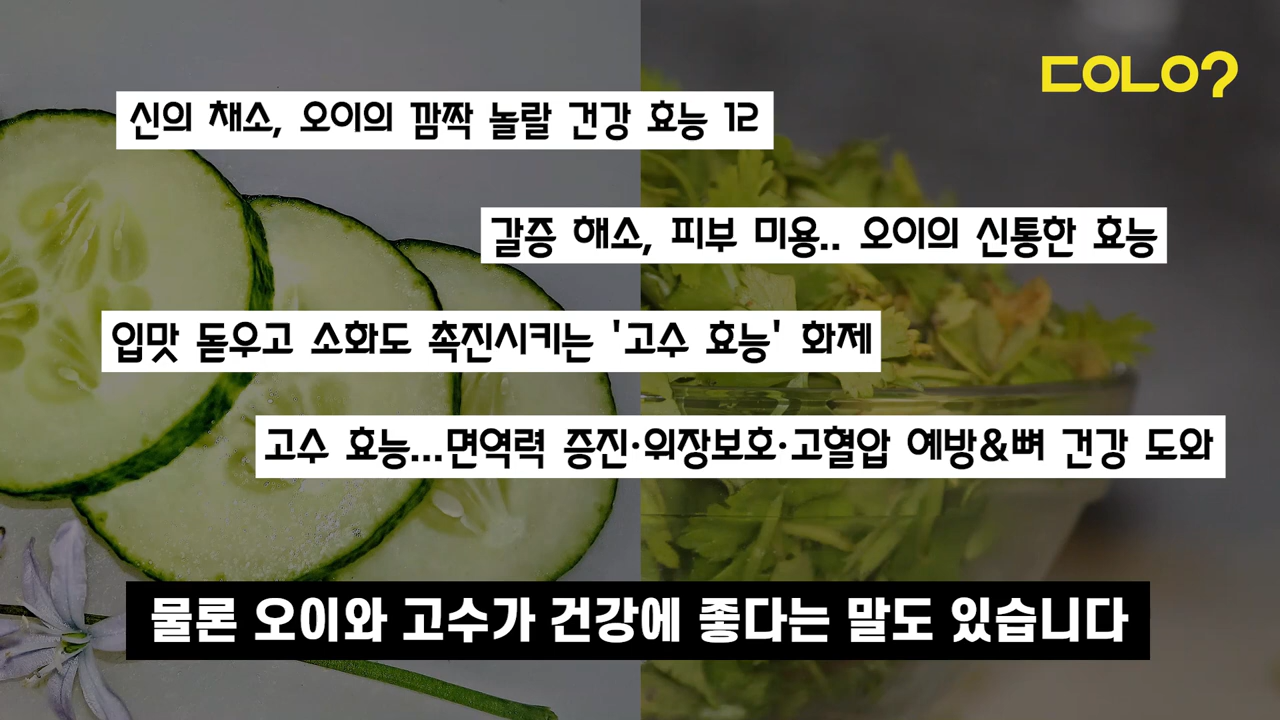 ㄷㅇㄴㅇ?
신의 채소, 오이의 깜짝 놀랄 건강 효능 12
갈증 해소, 피부 미용.. 오이의 신통한 효능
입맛 돋우고 소화도 촉진시키는 '고수 효능' 화제
고수 효능...면역력 증진·위장보호·고혈압 예방&뼈 건강 도와
물론 오이와 고수가 건강에 좋다는 말도 있습니다